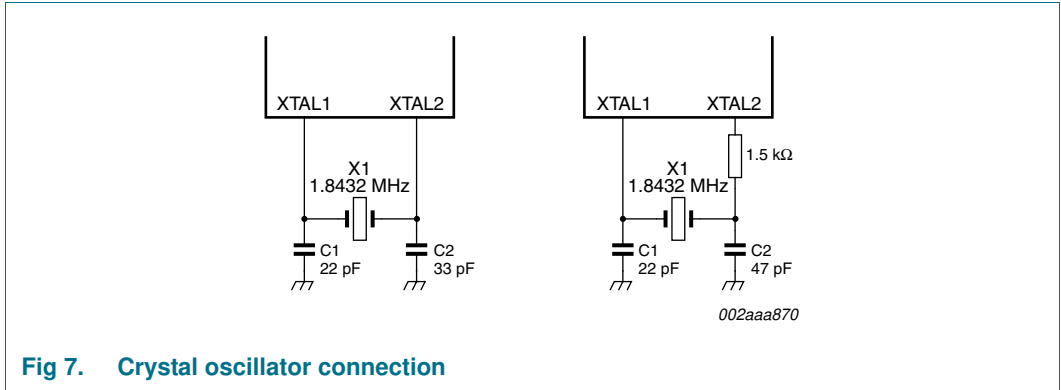 XTAL1 XTAL2
X1
1.8432 MHz
C1
22 pF
C2
33 pF
XTAL1 XTAL2
1.5 kΩ
X1
1.8432 MHz
C1
22 pF
C2
47 pF
002aaa870
Fig 7. Crystal oscillator connection